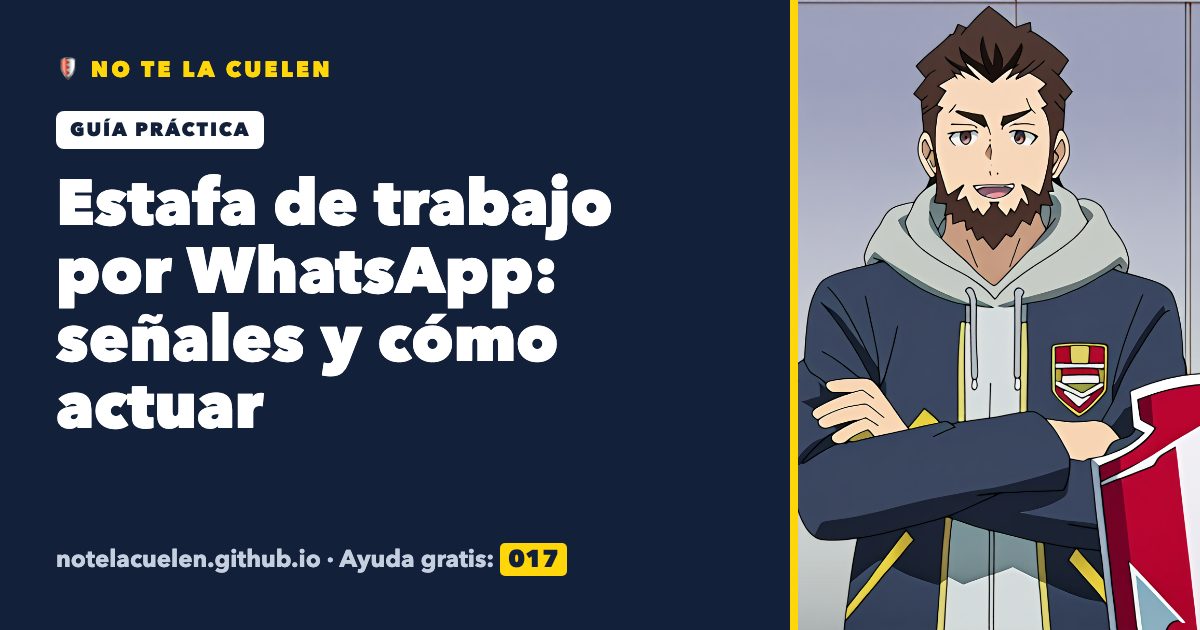 NO TE LA CUELEN
GUÍA PRÁCTICA
Estafa de trabajo
por WhatsApp:
señales y cómo
actuar
notelacuelen.github.io · Ayuda gratis: 017